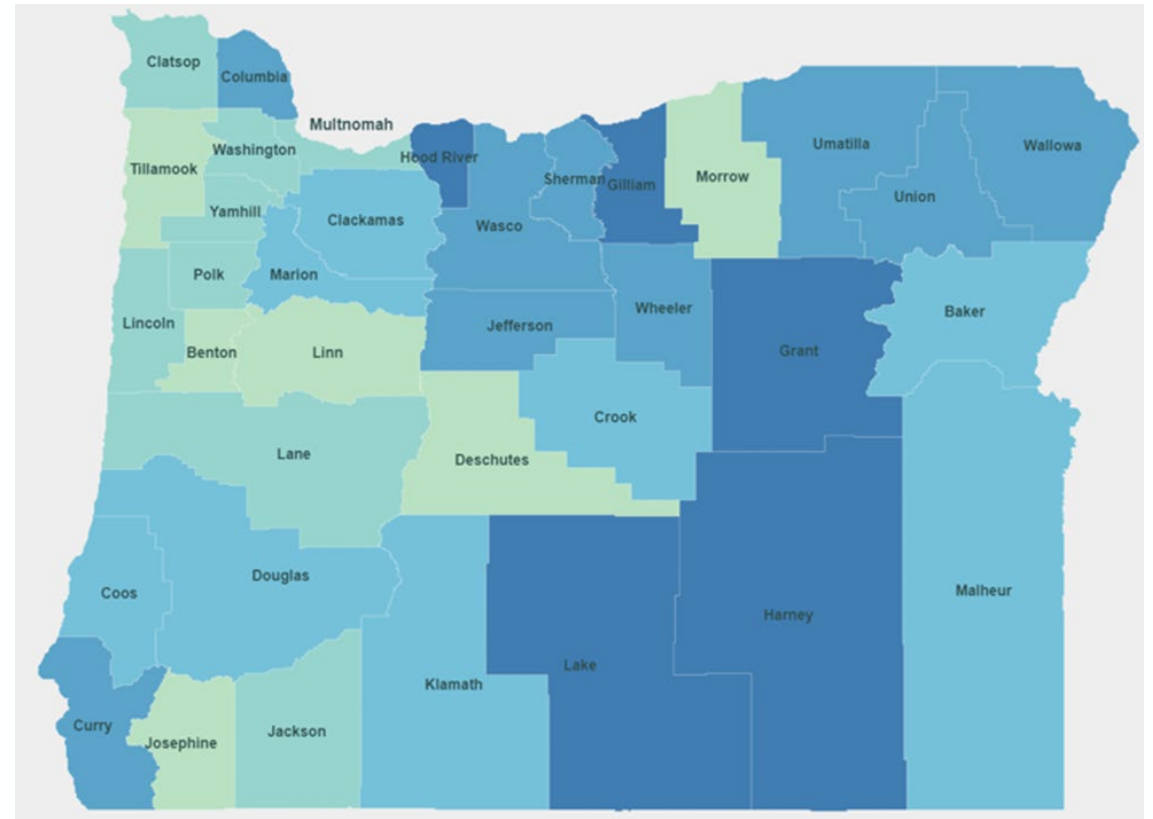 Clatsop
Columbia
Multnomah
Washington
Hood River
Tillamook
Umatilla
Wallowa
Morrow
Sherman
Gilliam
Union
Yamhill
Clackamas
Wasco
Polk
Marion
Wheeler
Baker
Lincoln
Jefferson
Benton
Linn
Grant
Crook
Lane
Deschutes
Douglas
Coos
Malheur
Harney
Lake
Klamath
Curry
Jackson
Josephine